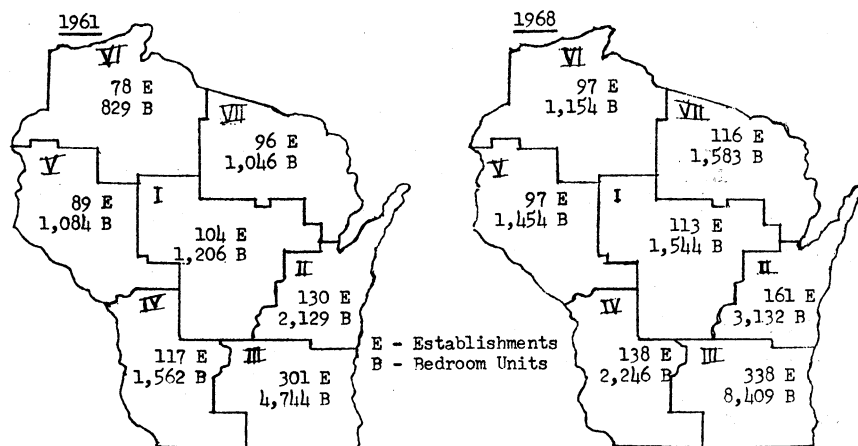 1961
VI
78 E
829 B
VII
96 E
1,046 B
V
89 E
1,084 B
I
104 E
1,206 B
II
130 E
2,129 B
IV
117 E
1,562 B
III
301 E
4,744 B
E - Establishments
B - Bedroom Units
1968
VI
97 E
1,154 B
VII
116 E
1,583 B
V
97 E
1,454 B
I
113 E
1,544 B
II
161 E
3,132 B
IV
138 E
2,246 B
III
338 E
8,409 B